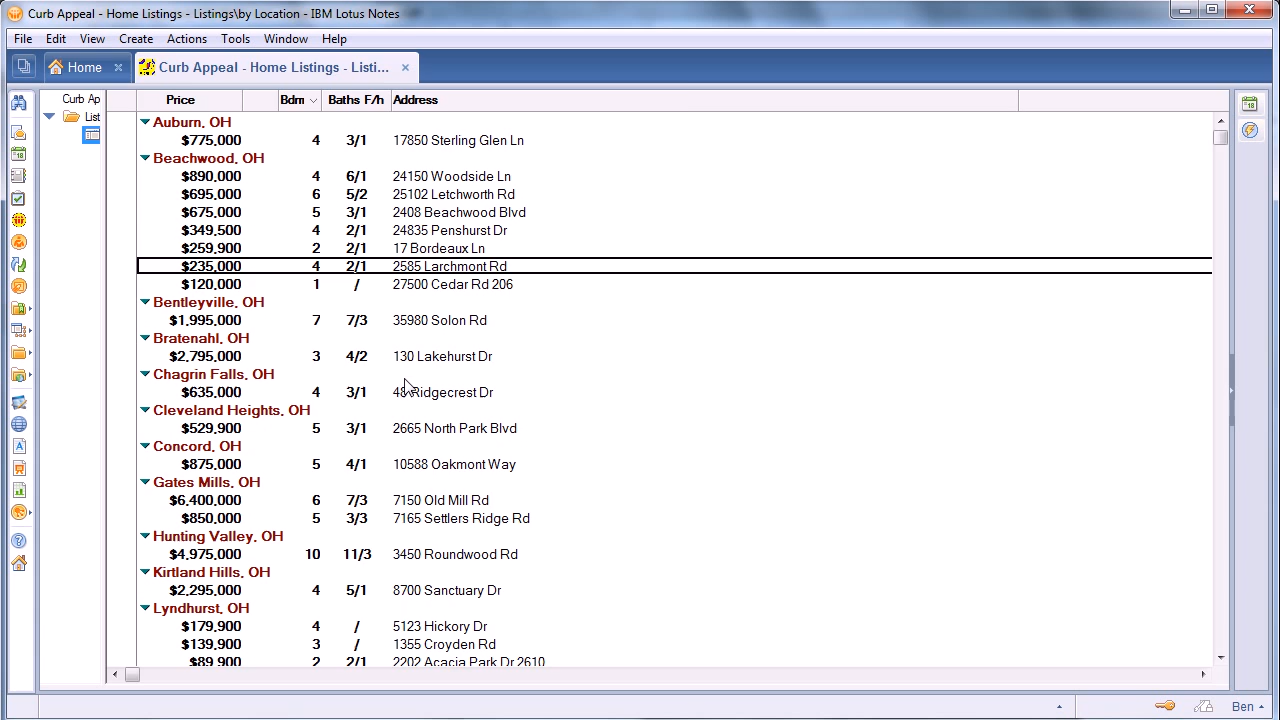 Curb Appeal - Home Listings - Listings\by Location - IBM Lotus Notes
File Edit View Create Actions Tools Window Help
Home
Curb Appeal - Home Listings - Listi...
Curb Ap
List
Price Bdrn Baths F/h Address
Auburn, OH
$775,000 4 3/1 17850 Sterling Glen Ln
Beachwood, OH
$890,000 4 6/1 24150 Woodside Ln
$695,000 6 5/2 25102 Letchworth Rd
$675,000 5 3/1 2408 Beachwood Blvd
$349,500 4 2/1 24835 Penshurst Dr
$259,900 2 2/1 17 Bordeaux Ln
$235,000 4 2/1 2585 Larchmont Rd
$120,000 1 / 27500 Cedar Rd 206
Bentleyville, OH
$1,995,000 7 7/3 35980 Solon Rd
Bratenahl, OH
$2,795,000 3 4/2 130 Lakehurst Dr
Chagrin Falls, OH
$635,000 4 3/1 48 Ridgecrest Dr
Cleveland Heights, OH
$529,900 5 3/1 2665 North Park Blvd
Concord, OH
$875,000 5 4/1 10588 Oakmont Way
Gates Mills, OH
$6,400,000 6 7/3 7150 Old Mill Rd
$850,000 5 3/3 7165 Settlers Ridge Rd
Hunting Valley, OH
$4,975,000 10 11/3 3450 Roundwood Rd
Kirtland Hills, OH
$2,295,000 4 5/1 8700 Sanctuary Dr
Lyndhurst, OH
$179,900 4 / 5123 Hickory Dr
$139,900 3 / 1355 Croyden Rd
$89,900 2 2/1 2202 Acacia Park Dr 2610
Ben